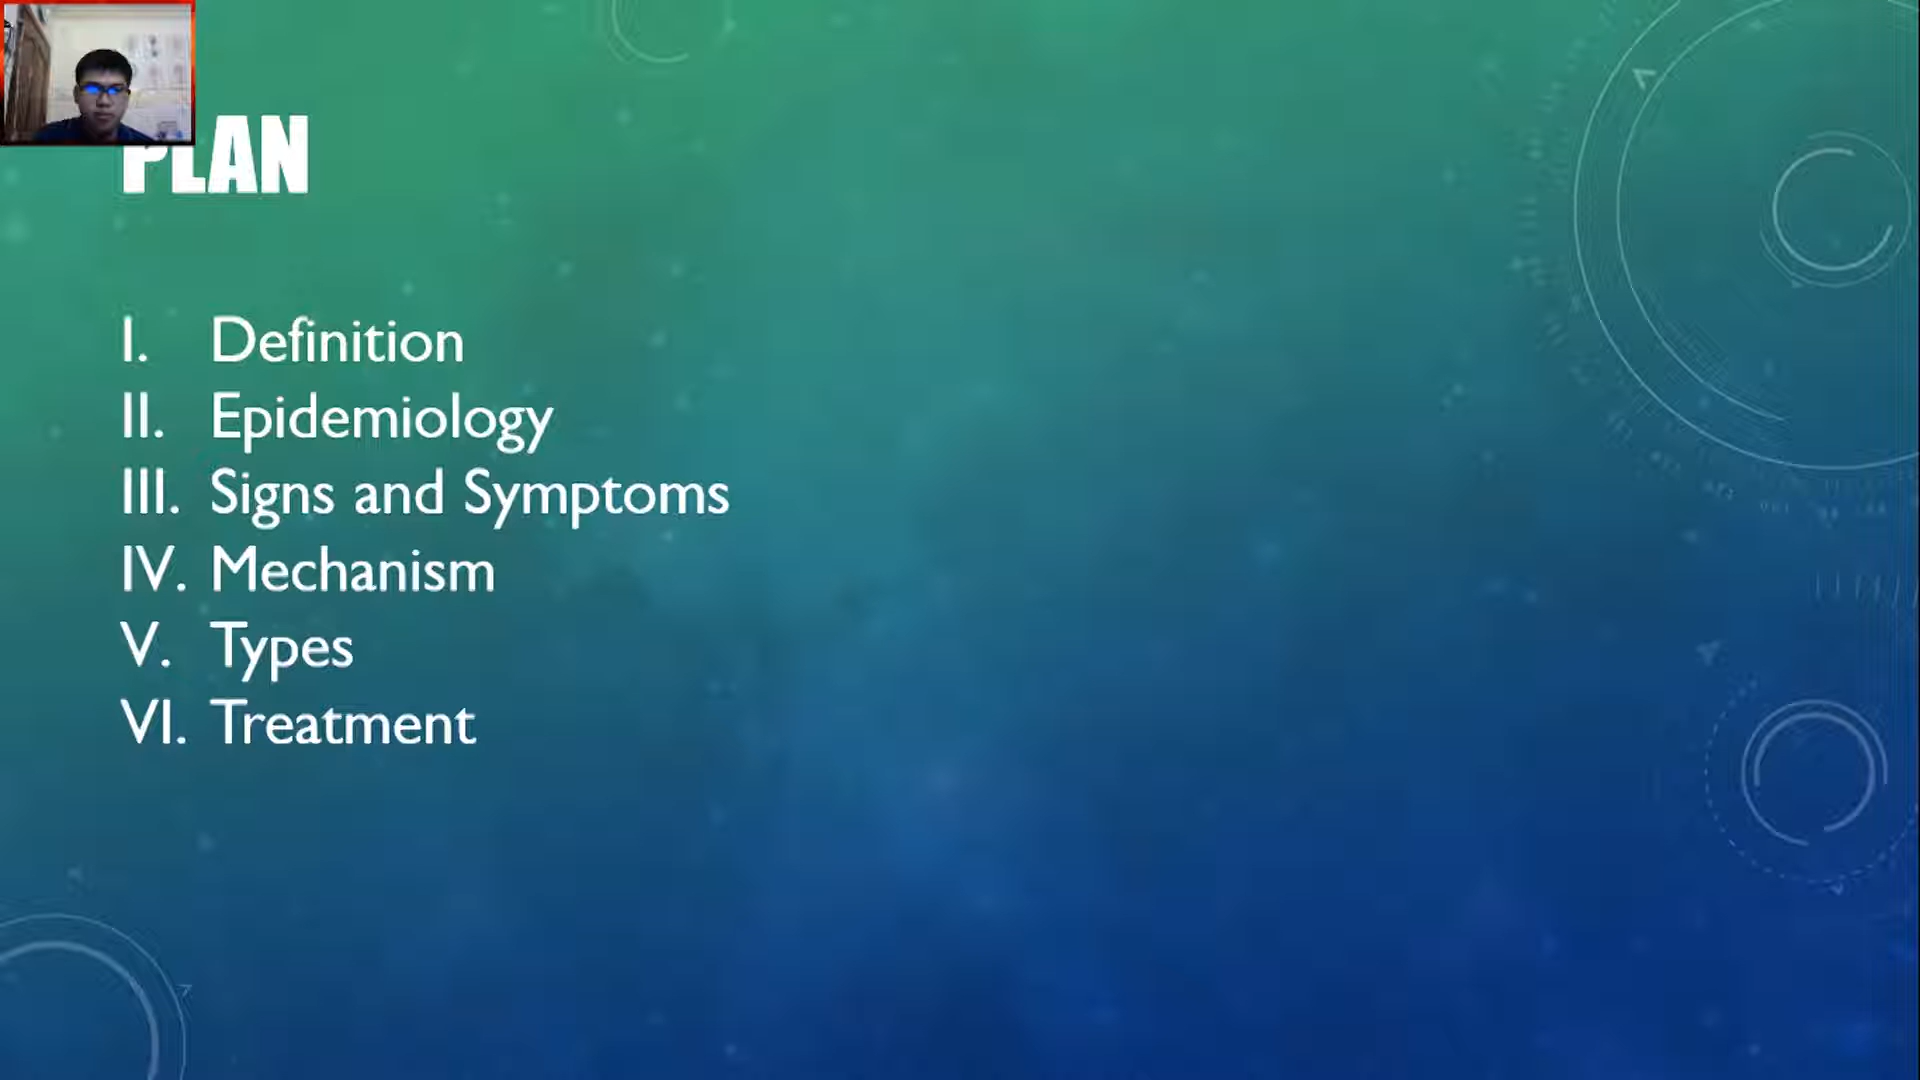 PLAN
I. Definition
II. Epidemiology
III. Signs and Symptoms
IV. Mechanism
V. Types
VI. Treatment